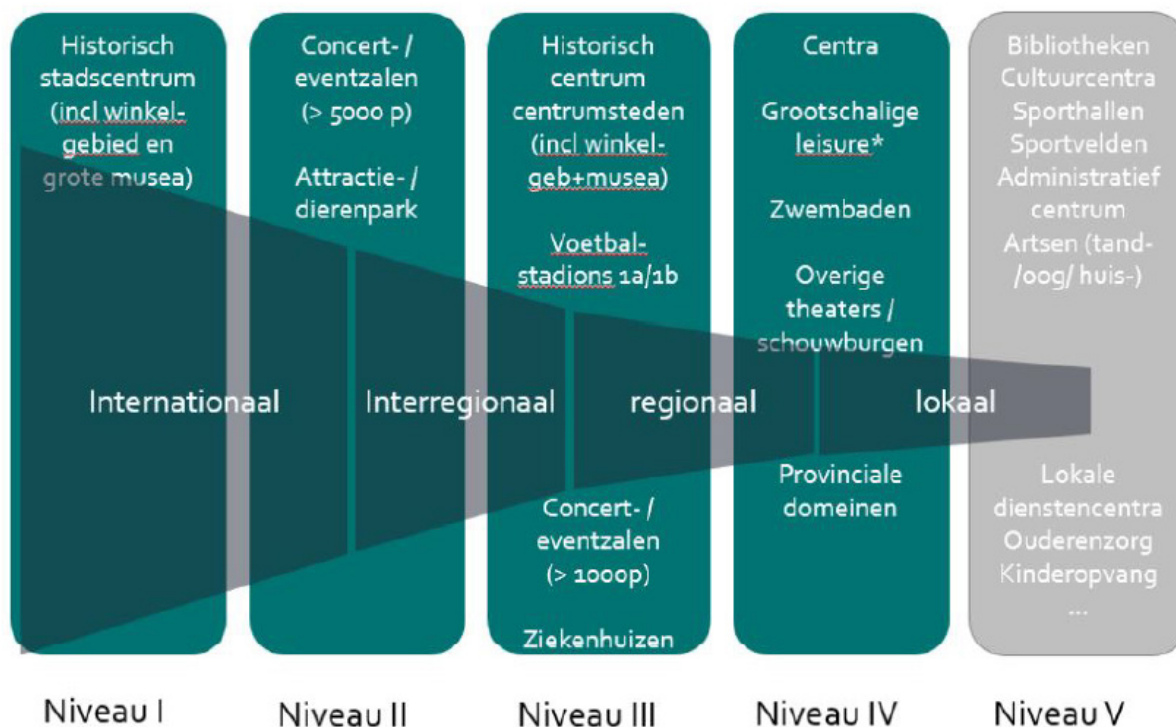 Historisch
stadscentrum
(incl winkel-
gebied en
grote musea)
Concert- /
eventzalen
(> 5000 p)
Attractie- /
dierenpark
Historisch
centrum
centrumsteden
(incl winkel-
geb+musea)
Voetbal-
stadions 1a/1b
Centra
Grootschalige
leisure*
Zwembaden
Overige
theaters /
schouwburgen
Bibliotheken
Cultuurcentra
Sporthallen
Sportvelden
Administratief
centrum
Artsen (tand-
/oog/ huis-)
Internationaal
Interregionaal
regionaal
lokaal
Concert- /
eventzalen
(> 1000p)
Ziekenhuizen
Provinciale
domeinen
Lokale
dienstencentra
Ouderenzorg
Kinderopvang
...
Niveau I
Niveau II
Niveau III
Niveau IV
Niveau V